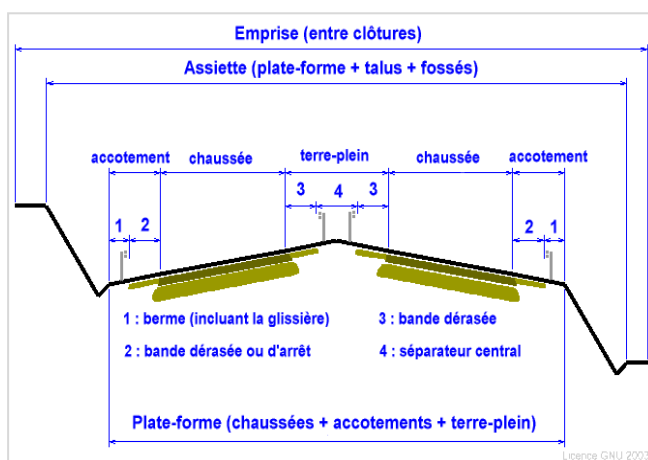 Emprise (entre clôtures)
Assiette (plate-forme + talus + fossés)
accotement chaussée terre-plein chaussée accotement
3 4 3
1 2 2 1
1 : berme (incluant la glissière) 3 : bande dérasée
2 : bande dérasée ou d'arrêt 4 : séparateur central
Plate-forme (chaussées + accotements + terre-plein)
Licence GNU 2003